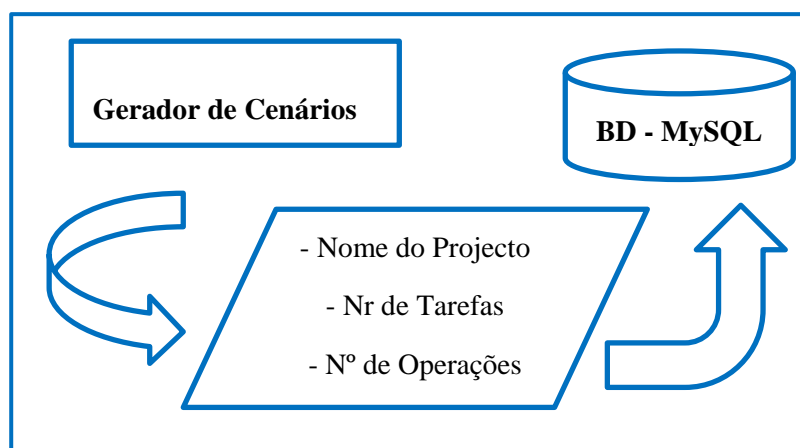 Gerador de Cenários
BD - MySQL
- Nome do Projecto
- Nr de Tarefas
- Nº de Operações